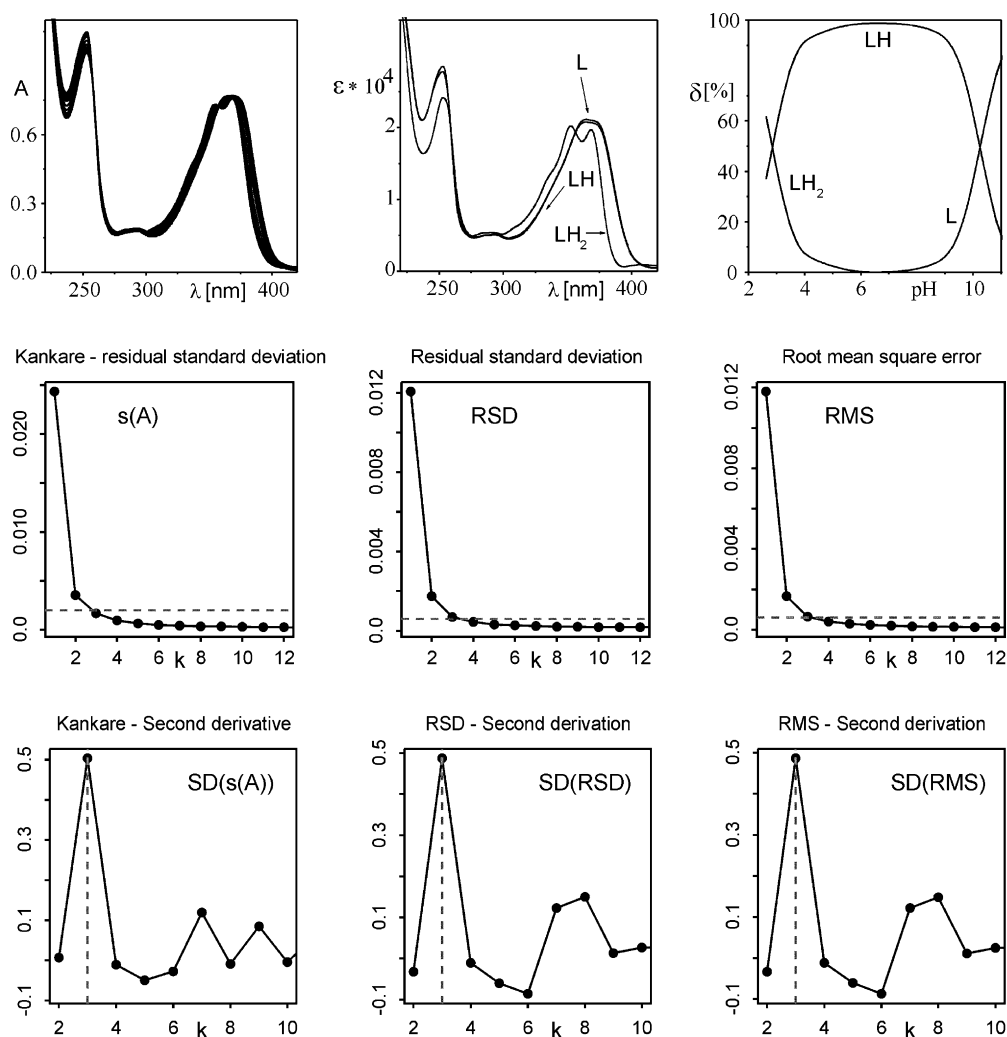 A
0.6
0.3
0.0
250
300
350
400
λ [nm]
ε* 10⁴
2
1
0
L
LH
LH₂
250
300
350
400
λ [nm]
δ[%]
100
80
60
40
20
0
LH
LH₂
L
2
4
6
8
10
pH
Kankare - residual standard deviation
s(A)
0.020
0.010
0.0
2
4
6
8
10
12
k
Residual standard deviation
RSD
0.012
0.008
0.004
0.0
2
4
6
8
10
12
k
Root mean square error
RMS
0.012
0.008
0.004
0.0
2
4
6
8
10
12
k
Kankare - Second derivative
SD(s(A))
0.5
0.3
0.1
-0.1
2
4
6
8
10
k
RSD - Second derivation
SD(RSD)
0.5
0.3
0.1
-0.1
2
4
6
8
10
k
RMS - Second derivation
SD(RMS)
0.5
0.3
0.1
-0.1
2
4
6
8
10
k